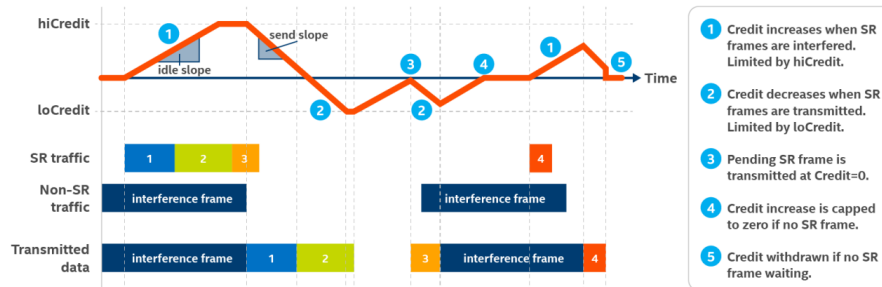 hiCredit
1
send slope
idle slope
3
4
1
5
Time
loCredit
2
2
SR traffic
1
2
3
4
Non-SR
traffic
interference frame
interference frame
Transmitted
data
interference frame
1
2
3
interference frame
4
1
Credit increases when SR
frames are interfered.
Limited by hiCredit.
2
Credit decreases when SR
frames are transmitted.
Limited by loCredit.
3
Pending SR frame is
transmitted at Credit=0.
4
Credit increase is capped
to zero if no SR frame.
5
Credit withdrawn if no SR
frame waiting.